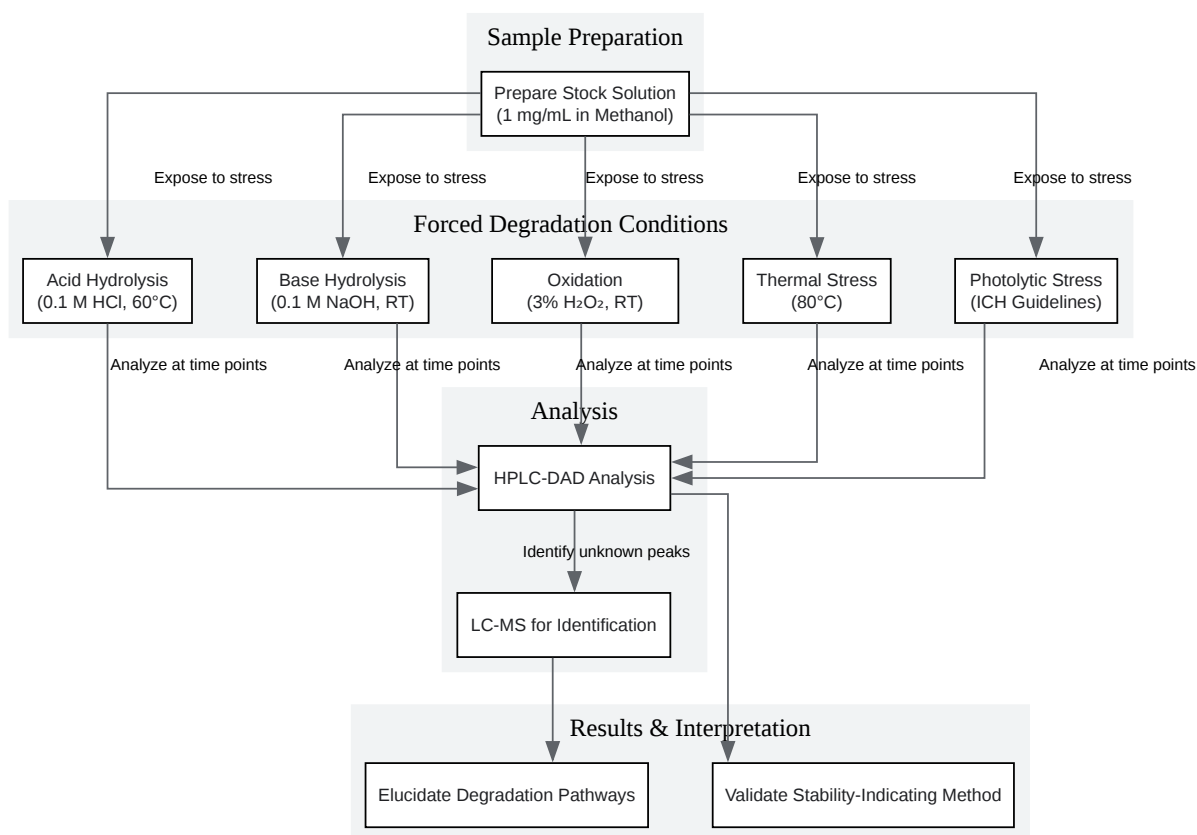 Sample Preparation
Prepare Stock Solution
(1 mg/mL in Methanol)
Expose to stress
Expose to stress
Expose to stress
Expose to stress
Expose to stress
Forced Degradation Conditions
Acid Hydrolysis
(0.1 M HCl, 60°C)
Base Hydrolysis
(0.1 M NaOH, RT)
Oxidation
(3% H₂O₂, RT)
Thermal Stress
(80°C)
Photolytic Stress
(ICH Guidelines)
Analyze at time points
Analyze at time points
Analyze at time points
Analyze at time points
Analyze at time points
Analysis
HPLC-DAD Analysis
Identify unknown peaks
LC-MS for Identification
Results & Interpretation
Elucidate Degradation Pathways
Validate Stability-Indicating Method